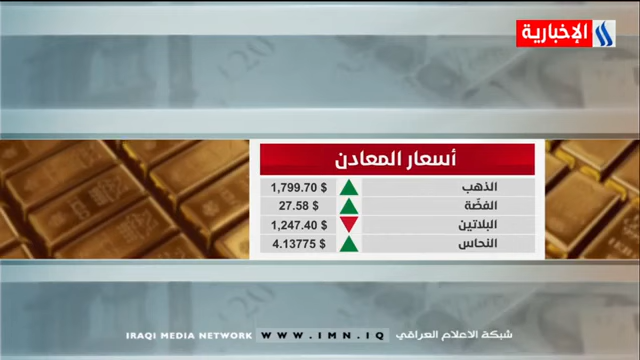 الإخبارية
أسعار المعادن
الذهب 1,799.70 $
الفضّة 27.58 $
البلاتين 1,247.40 $
النحاس 4.13775 $
IRAQI MEDIA NETWORK WWW.IMN.IQ شبكة الاعلام العراقي